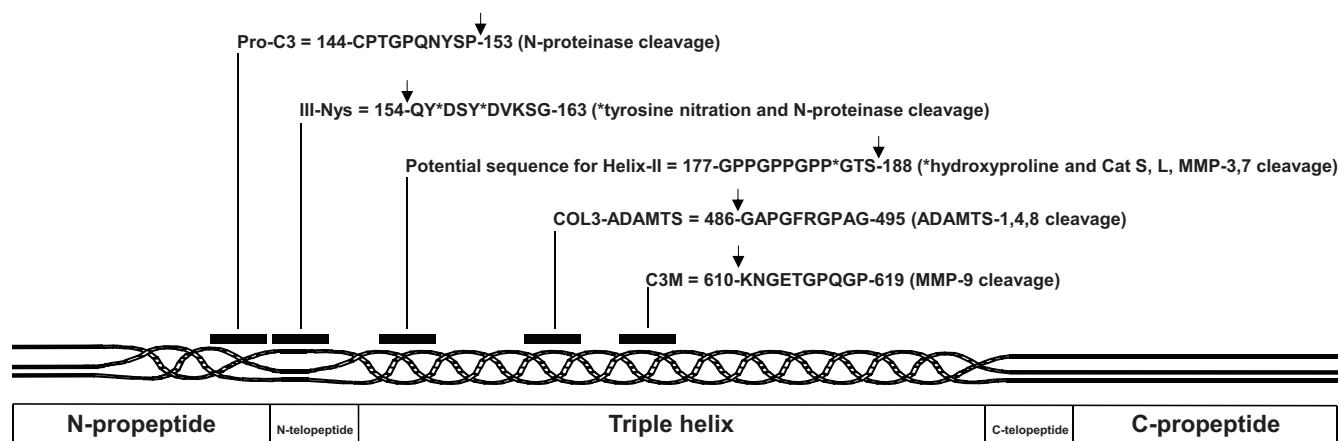 Pro-C3 = 144-CPTGPQNYSP-153 (N-proteinase cleavage)
III-Nys = 154-QY*DSY*DVKSG-163 (*tyrosine nitration and N-proteinase cleavage)
Potential sequence for Helix-II = 177-GPPGPPGPP*GTS-188 (*hydroxyproline and Cat S, L, MMP-3,7 cleavage)
COL3-ADAMTS = 486-GAPGFRGPAG-495 (ADAMTS-1,4,8 cleavage)
C3M = 610-KNGETGPQGP-619 (MMP-9 cleavage)
N-propeptide N-telopeptide Triple helix C-telopeptide C-propeptide